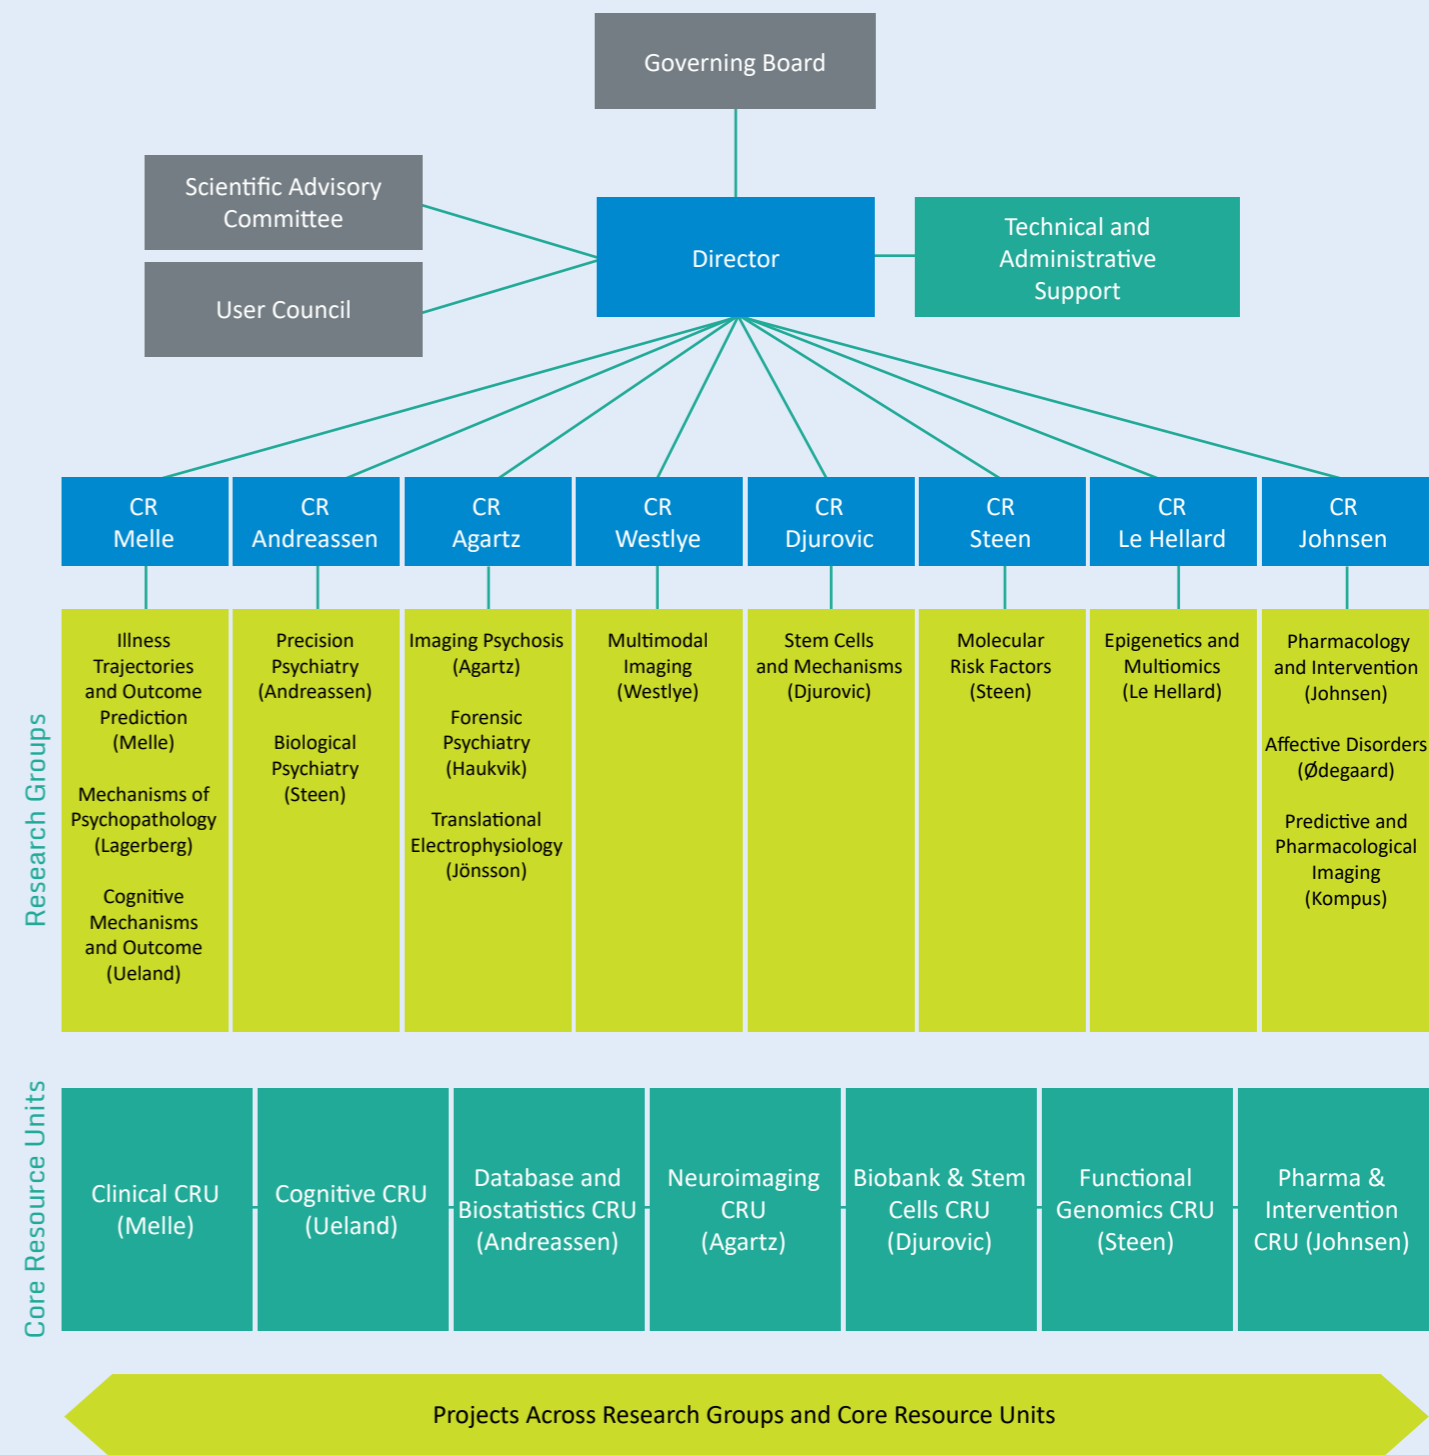 Governing Board
Scientific Advisory
Committee
User Council
Director
Technical and
Administrative
Support
CR
Melle
CR
Andreassen
CR
Agartz
CR
Westlye
CR
Djurovic
CR
Steen
CR
Le Hellard
CR
Johnsen
Research Groups
Illness
Trajectories
and Outcome
Prediction
(Melle)
Mechanisms of
Psychopathology
(Lagerberg)
Cognitive
Mechanisms
and Outcome
(Ueland)
Precision
Psychiatry
(Andreassen)
Biological
Psychiatry
(Steen)
Imaging Psychosis
(Agartz)
Forensic
Psychiatry
(Haukvik)
Translational
Electrophysiology
(Jönsson)
Multimodal
Imaging
(Westlye)
Stem Cells
and Mechanisms
(Djurovic)
Molecular
Risk Factors
(Steen)
Epigenetics and
Multiomics
(Le Hellard)
Pharmacology
and Intervention
(Johnsen)
Affective Disorders
(Ødegaard)
Predictive and
Pharmacological
Imaging
(Kompus)
Core Resource Units
Clinical CRU
(Melle)
Cognitive CRU
(Ueland)
Database and
Biostatistics CRU
(Andreassen)
Neuroimaging
CRU
(Agartz)
Biobank & Stem
Cells CRU
(Djurovic)
Functional
Genomics CRU
(Steen)
Pharma &
Intervention
CRU (Johnsen)
Projects Across Research Groups and Core Resource Units